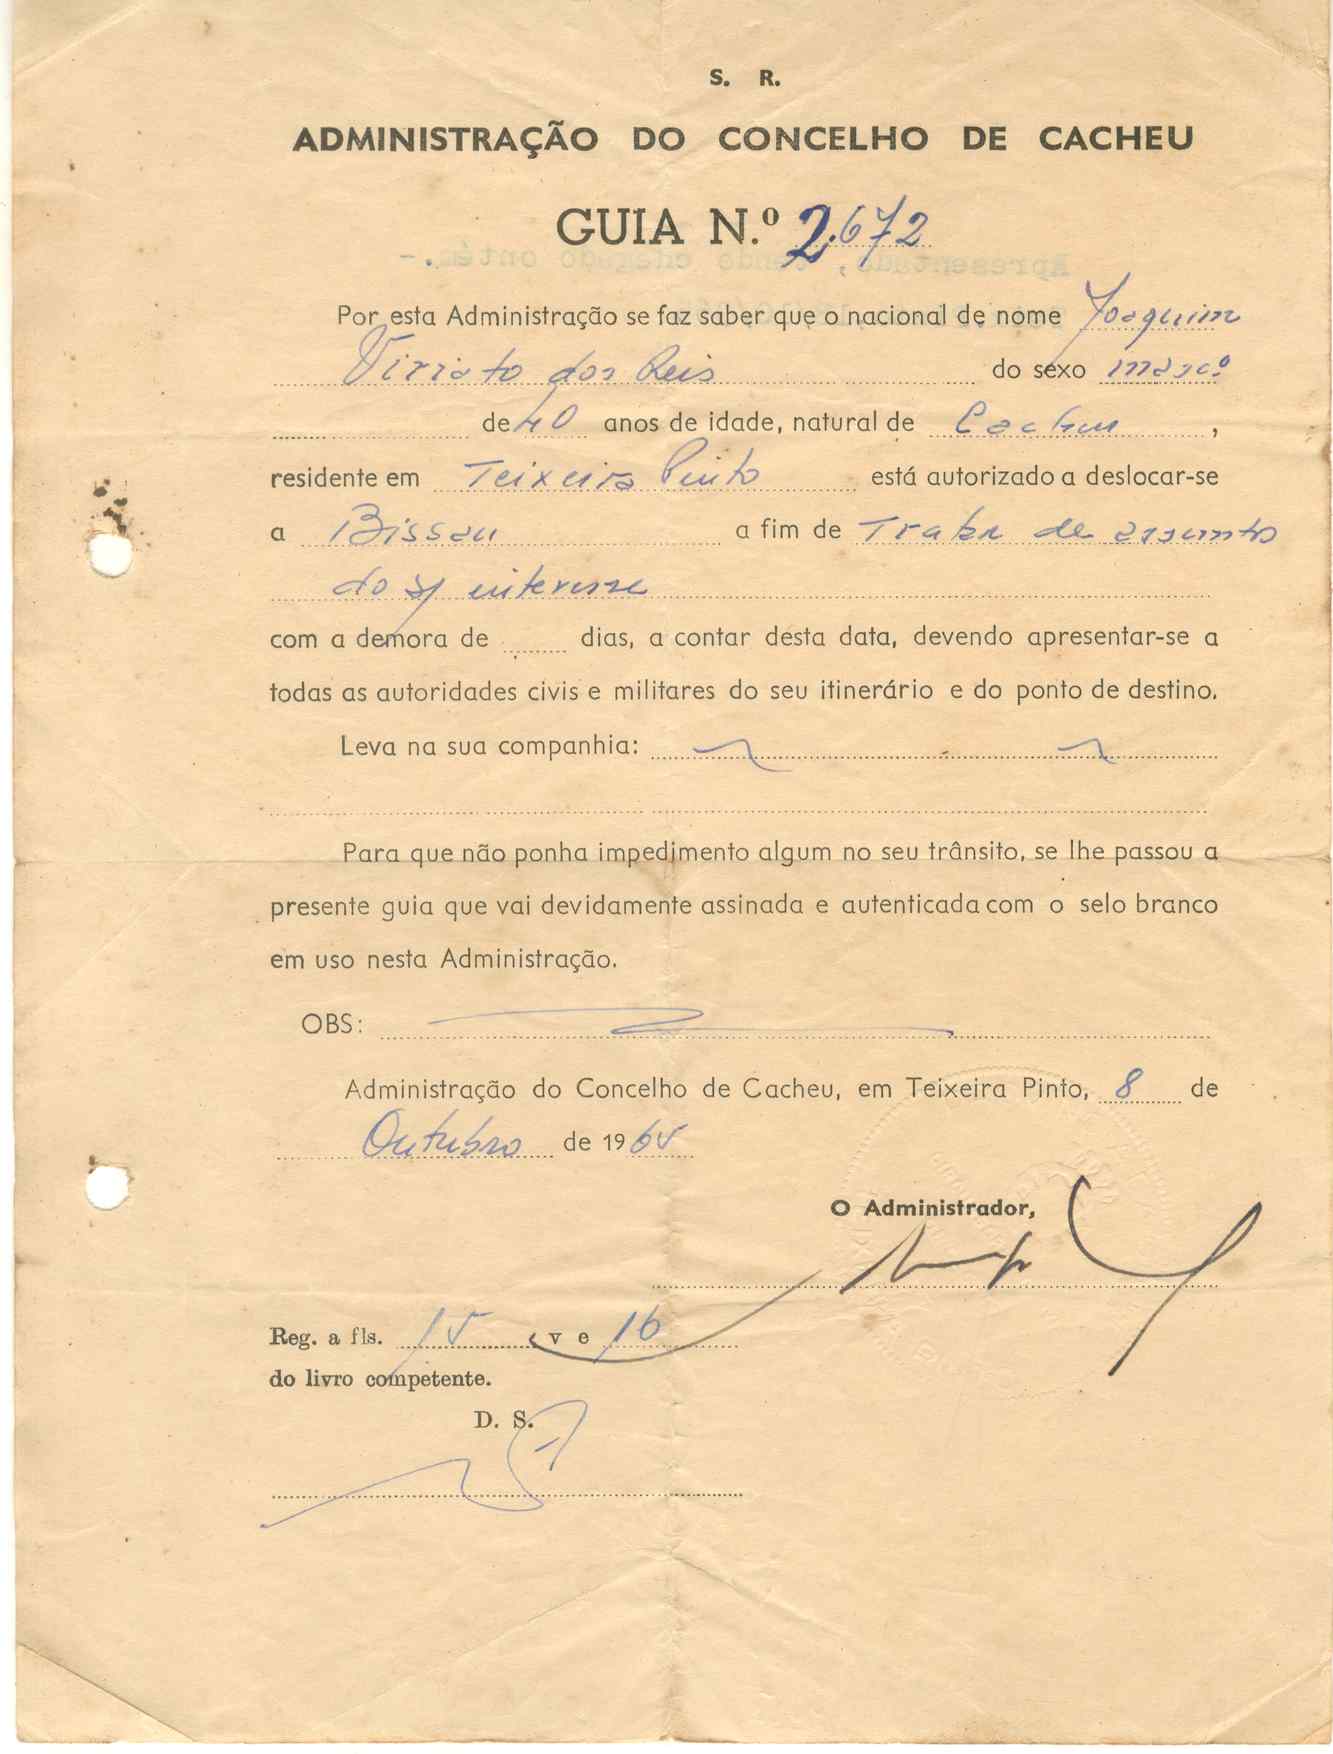 S. R.
ADMINISTRAÇÃO DO CONCELHO DE CACHEU
GUIA N.º 2.672
Por esta Administração se faz saber que o nacional de nome Joaquim
Viriato dos Reis do sexo masc.º
de 40 anos de idade, natural de Cacheu,
residente em Teixeira Pinto está autorizado a deslocar-se
a Bissau a fim de Tratar de assunto
do s/ interesse
com a demora de dias, a contar desta data, devendo apresentar-se a
todas as autoridades civis e militares do seu itinerário e do ponto de destino.
Leva na sua companhia:
Para que não ponha impedimento algum no seu trânsito, se lhe passou a
presente guia que vai devidamente assinada e autenticada com o selo branco
em uso nesta Administração.
OBS:
Administração do Concelho de Cacheu, em Teixeira Pinto, 8 de
Outubro de 1965
O Administrador,
Reg. a fls. 15 v e 16
do livro competente.
D. S.